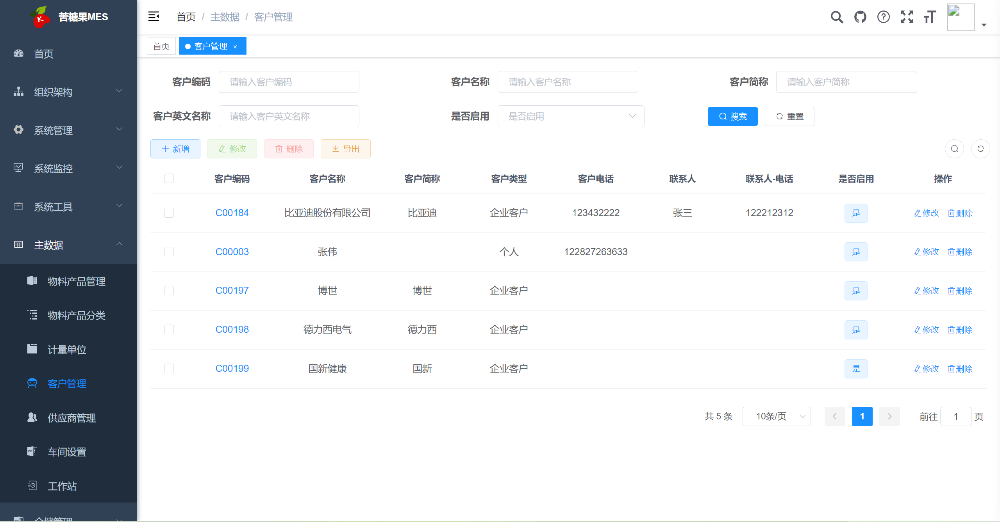 苦糖果MES
首页
组织架构
系统管理
系统监控
系统工具
主数据
物料产品管理
物料产品分类
计量单位
客户管理
供应商管理
车间设置
工作站
仓储管理
首页 / 主数据 / 客户管理
首页 客户管理 ×
客户编码 请输入客户编码 客户名称 请输入客户名称 客户简称 请输入客户简称
客户英文名称 请输入客户英文名称 是否启用 是否启用 搜索 重置
新增 修改 删除 导出
客户编码 客户名称 客户简称 客户类型 客户电话 联系人 联系人-电话 是否启用 操作
C00184 比亚迪股份有限公司 比亚迪 企业客户 123432222 张三 122212312 是 修改 删除
C00003 张伟 个人 122827263633 是 修改 删除
C00197 博世 博世 企业客户 是 修改 删除
C00198 德力西电气 德力西 企业客户 是 修改 删除
C00199 国新健康 国新 企业客户 是 修改 删除
共 5 条 10条/页 1 前往 1 页